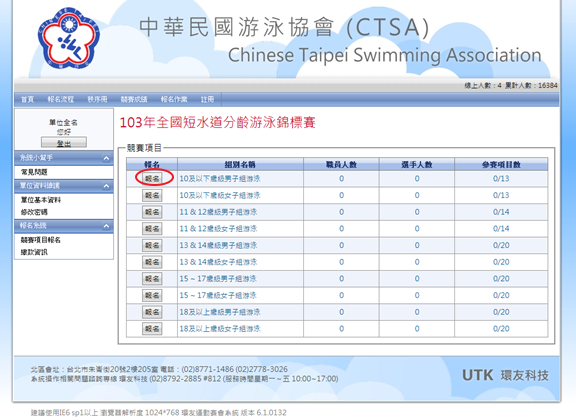 中華民國游泳協會 (CTSA)
Chinese Taipei Swimming Association
線上人數：4 累計人數：16384
首頁 報名流程 秩序冊 競賽成績 報名作業 註冊
單位全名
您好
登出
系統小幫手
常見問題
單位資料維護
單位基本資料
修改密碼
報名系統
競賽項目報名
繳款資訊
103年全國短水道分齡游泳錦標賽
競賽項目
報名 組別名稱 職員人數 選手人數 參賽項目數
報名 10及以下歲級男子組游泳 0 0 0/13
報名 10及以下歲級女子組游泳 0 0 0/13
報名 11 & 12歲級男子組游泳 0 0 0/14
報名 11 & 12歲級女子組游泳 0 0 0/14
報名 13 & 14歲級男子組游泳 0 0 0/20
報名 13 & 14歲級女子組游泳 0 0 0/20
報名 15 ~ 17歲級男子組游泳 0 0 0/20
報名 15 ~ 17歲級女子組游泳 0 0 0/20
報名 18及以上歲級男子組游泳 0 0 0/20
報名 18及以上歲級女子組游泳 0 0 0/20
北區會址：台北市朱崙街20號2樓205室 電話：(02)8771-1486 (02)2778-3026
系統操作相關問題諮詢專線 環友科技 (02)8792-2885 #812 (服務時間星期一～五 10:00~17:00)
UTK 環友科技
建議使用IE6 sp1以上 瀏覽器解析度 1024*768 環友運動賽會系統 版本 6.1.0132